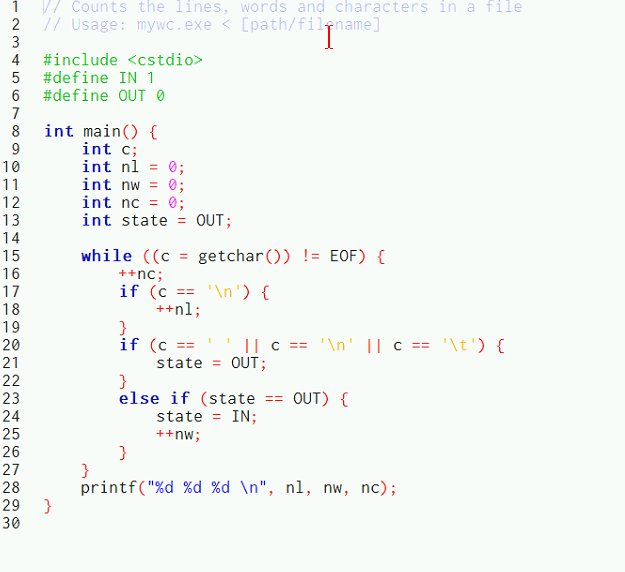 1 // Counts the lines, words and characters in a file
2 // Usage: mywc.exe < [path/filename]
3
4 #include <cstdio>
5 #define IN 1
6 #define OUT 0
7
8 int main() {
9     int c;
10     int nl = 0;
11     int nw = 0;
12     int nc = 0;
13     int state = OUT;
14
15     while ((c = getchar()) != EOF) {
16         ++nc;
17         if (c == '\n') {
18             ++nl;
19         }
20         if (c == ' ' || c == '\n' || c == '\t') {
21             state = OUT;
22         }
23         else if (state == OUT) {
24             state = IN;
25             ++nw;
26         }
27     }
28     printf("%d %d %d \n", nl, nw, nc);
29 }
30